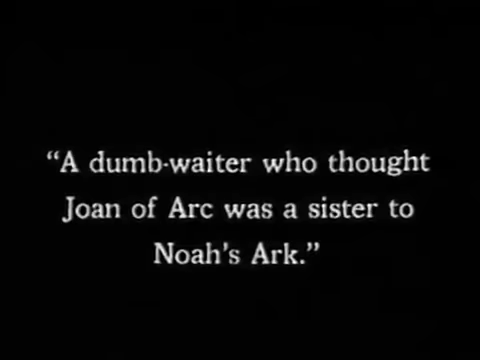 “A dumb-waiter who thought
Joan of Arc was a sister to
Noah's Ark.”